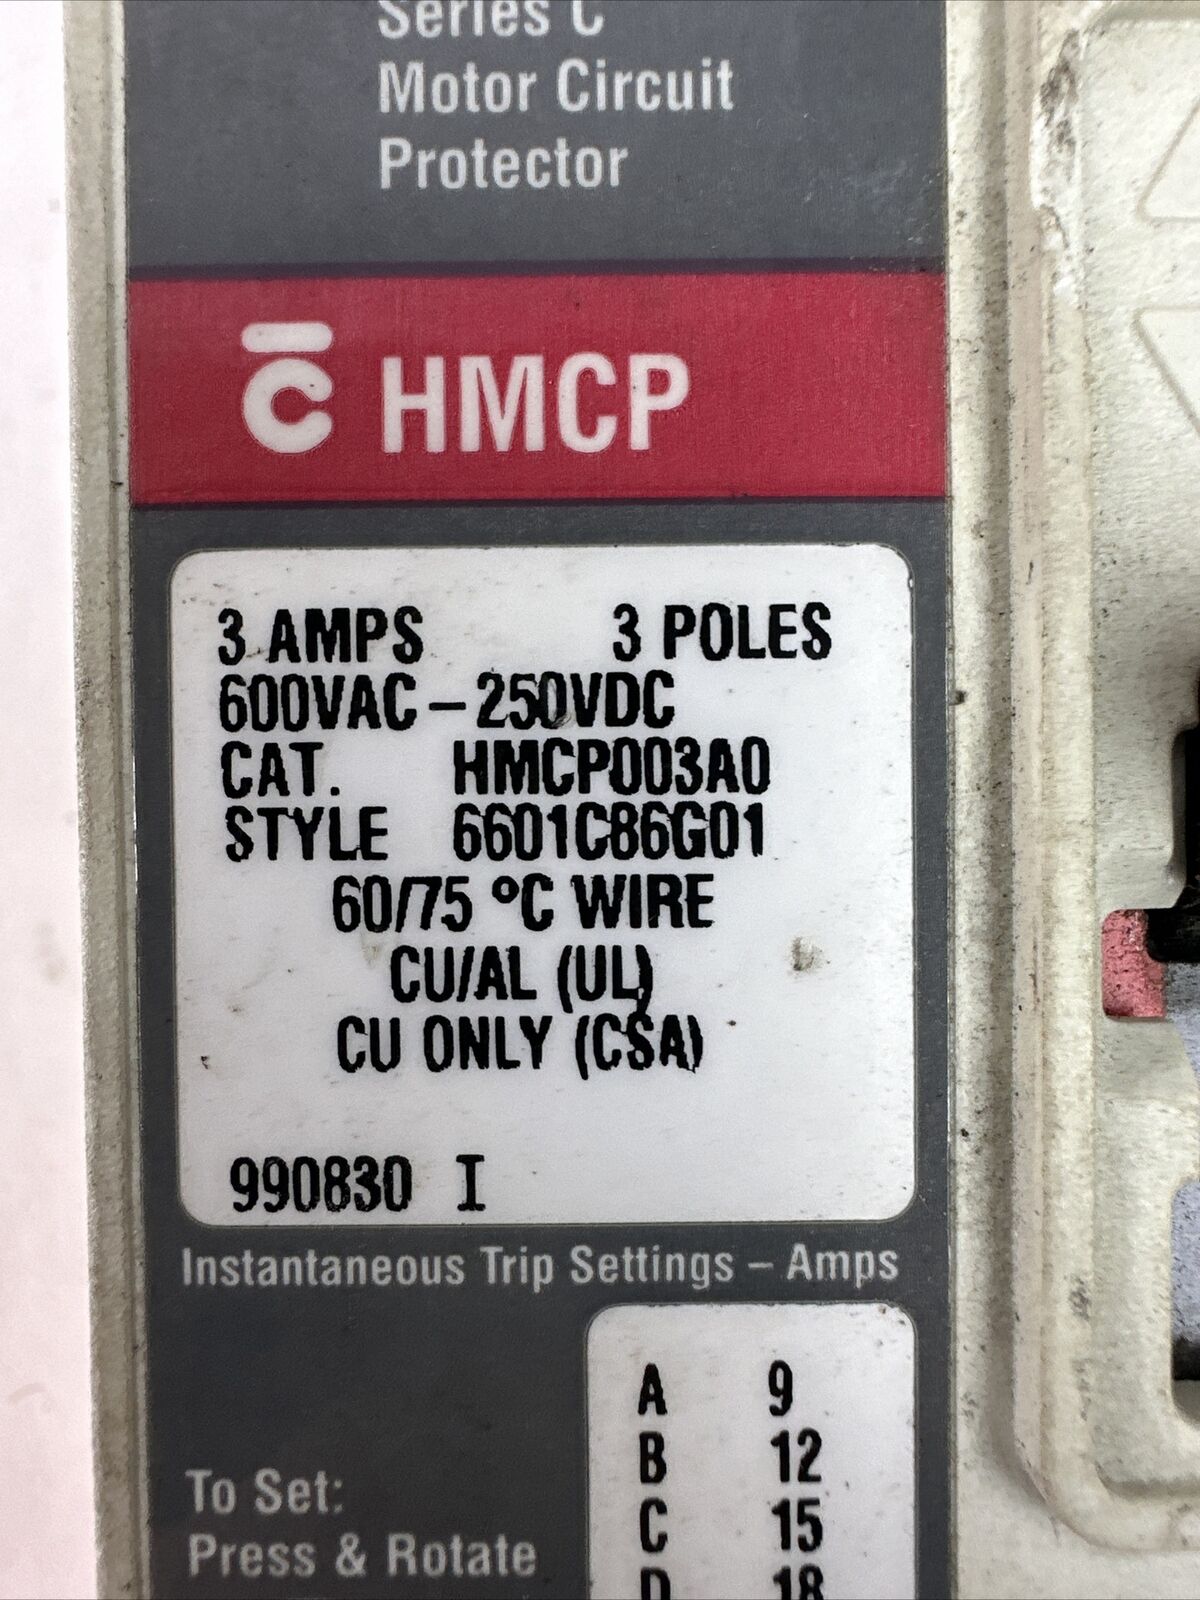 Series C
Motor Circuit
Protector
HMCP
3 AMPS 3 POLES
600VAC – 250VDC
CAT. HMCP003A0
STYLE 6601C86G01
60/75 °C WIRE
CU/AL (UL)
CU ONLY (CSA)
990830 I
Instantaneous Trip Settings – Amps
A 9
B 12
C 15
D 18
To Set:
Press & Rotate